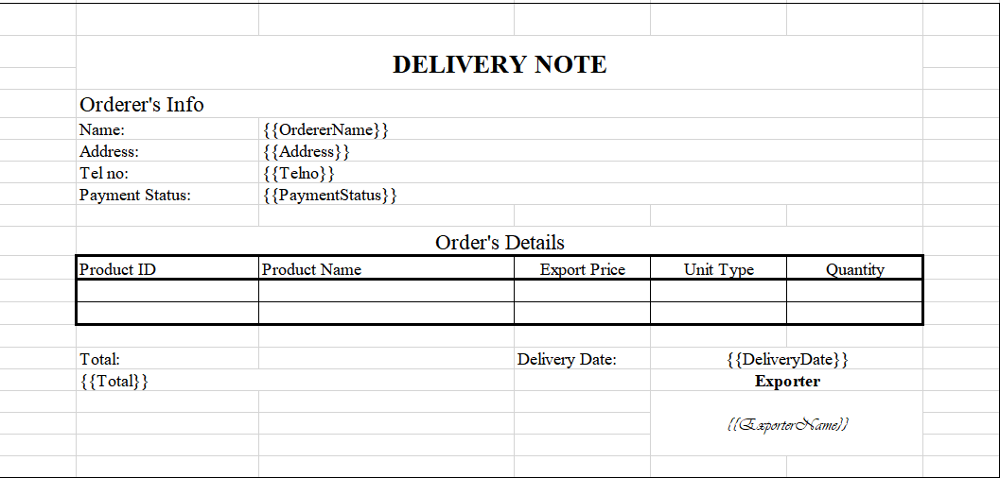 DELIVERY NOTE
Orderer's Info
Name: {{OrdererName}}
Address: {{Address}}
Tel no: {{Telno}}
Payment Status: {{PaymentStatus}}
Order's Details
Product ID Product Name Export Price Unit Type Quantity
Total: Delivery Date: {{DeliveryDate}}
{{Total}} Exporter
{{ExporterName}}